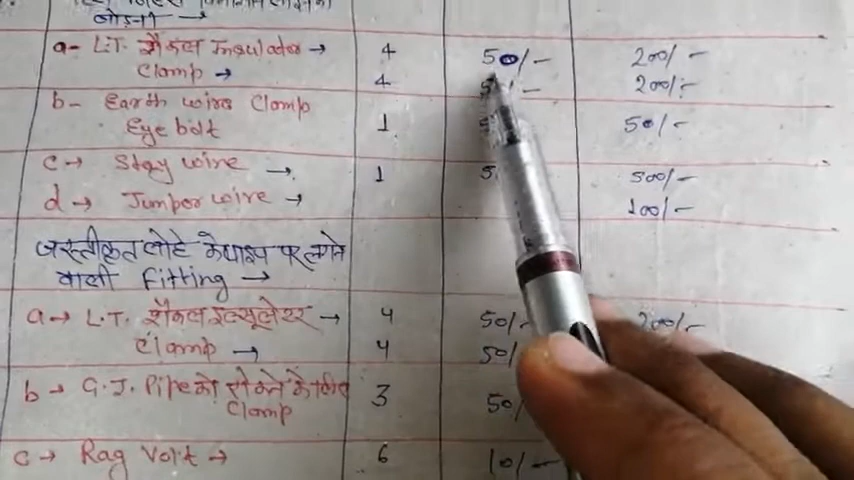 जोड़ना →
a- L.T. शैकल Insulator → 4 50/- 200/-
Clamp → 4 200/-
b- Earth wire Clamp
Eye bolt 1 50/-
c → Stay wire → 1 500/-
d → Jumper wire → 100/-
जस्तीकृत लोहे के पाइप पर लगने
वाली Fitting →
a → L.T. शैकल इन्सूलेटर → 4 50/- 200/-
Clamp → 4 50/-
b → G.I. Pipe को रोकने के लिए
Clamp 3 50/-
c → Rag Volt → 6 10/-